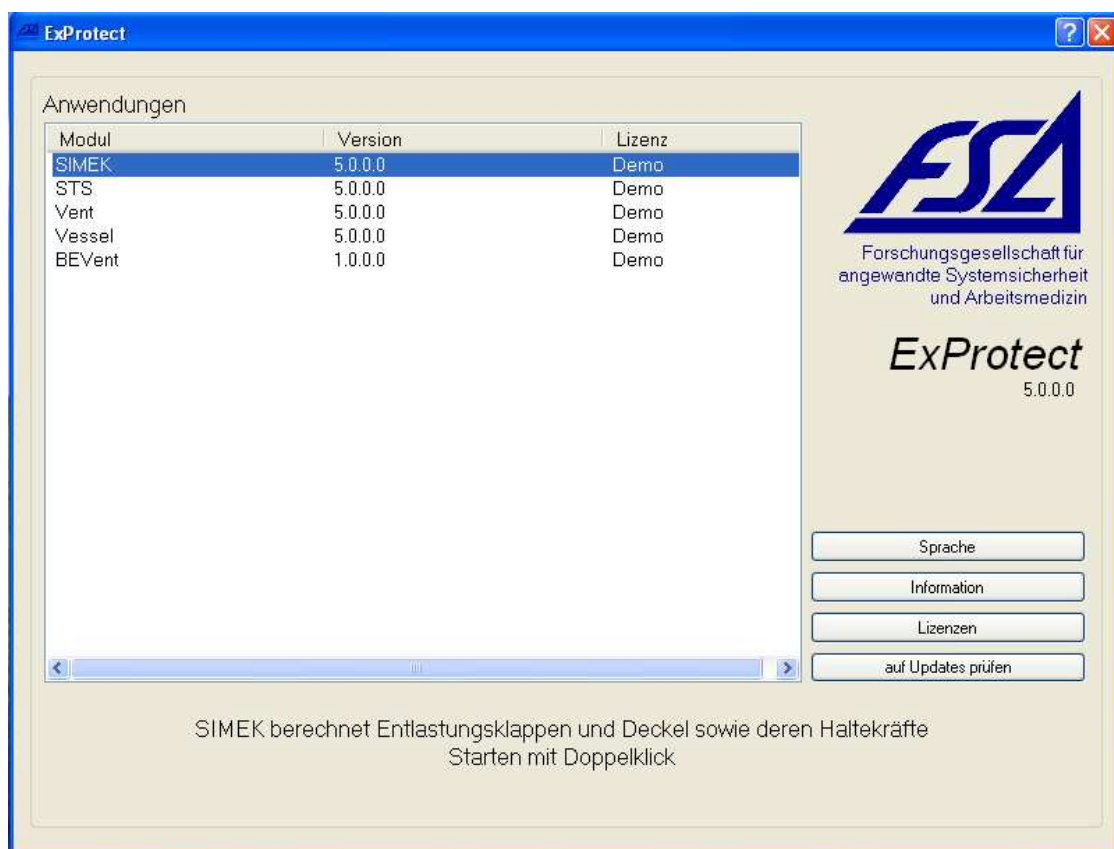 ExProtect
Anwendungen
Modul Version Lizenz
SIMEK 5.0.0.0 Demo
STS 5.0.0.0 Demo
Vent 5.0.0.0 Demo
Vessel 5.0.0.0 Demo
BEVent 1.0.0.0 Demo
FSA
Forschungsgesellschaft für
angewandte Systemsicherheit
und Arbeitsmedizin
ExProtect
5.0.0.0
Sprache
Information
Lizenzen
auf Updates prüfen
SIMEK berechnet Entlastungsklappen und Deckel sowie deren Haltekräfte
Starten mit Doppelklick